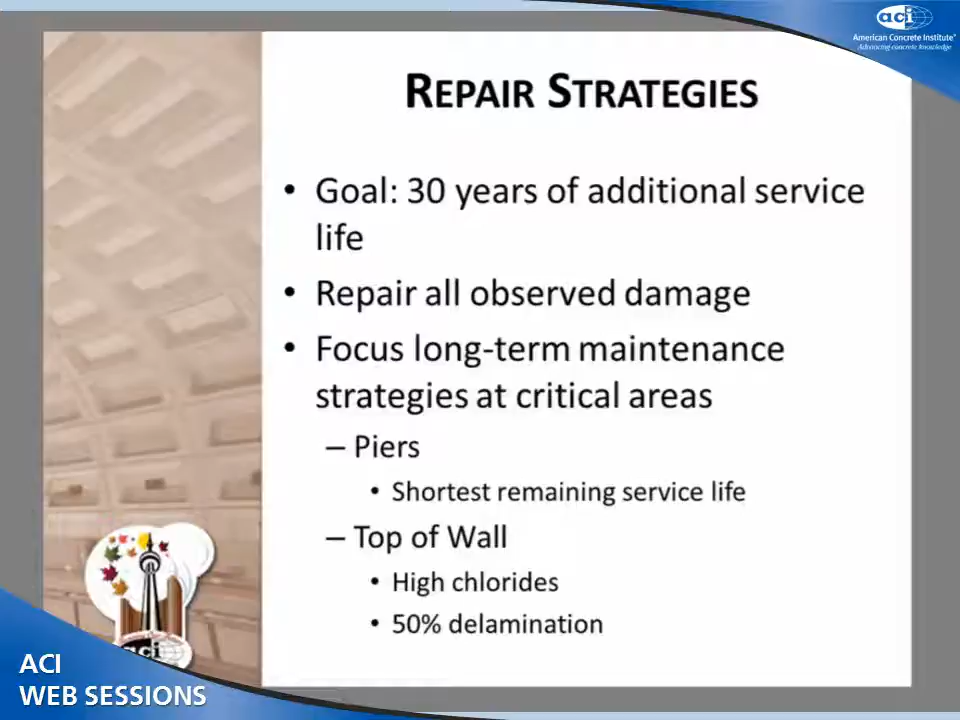 aci
American Concrete Institute®
Advancing concrete knowledge
REPAIR STRATEGIES
• Goal: 30 years of additional service
life
• Repair all observed damage
• Focus long-term maintenance
strategies at critical areas
– Piers
• Shortest remaining service life
– Top of Wall
• High chlorides
• 50% delamination
aci
ACI
WEB SESSIONS